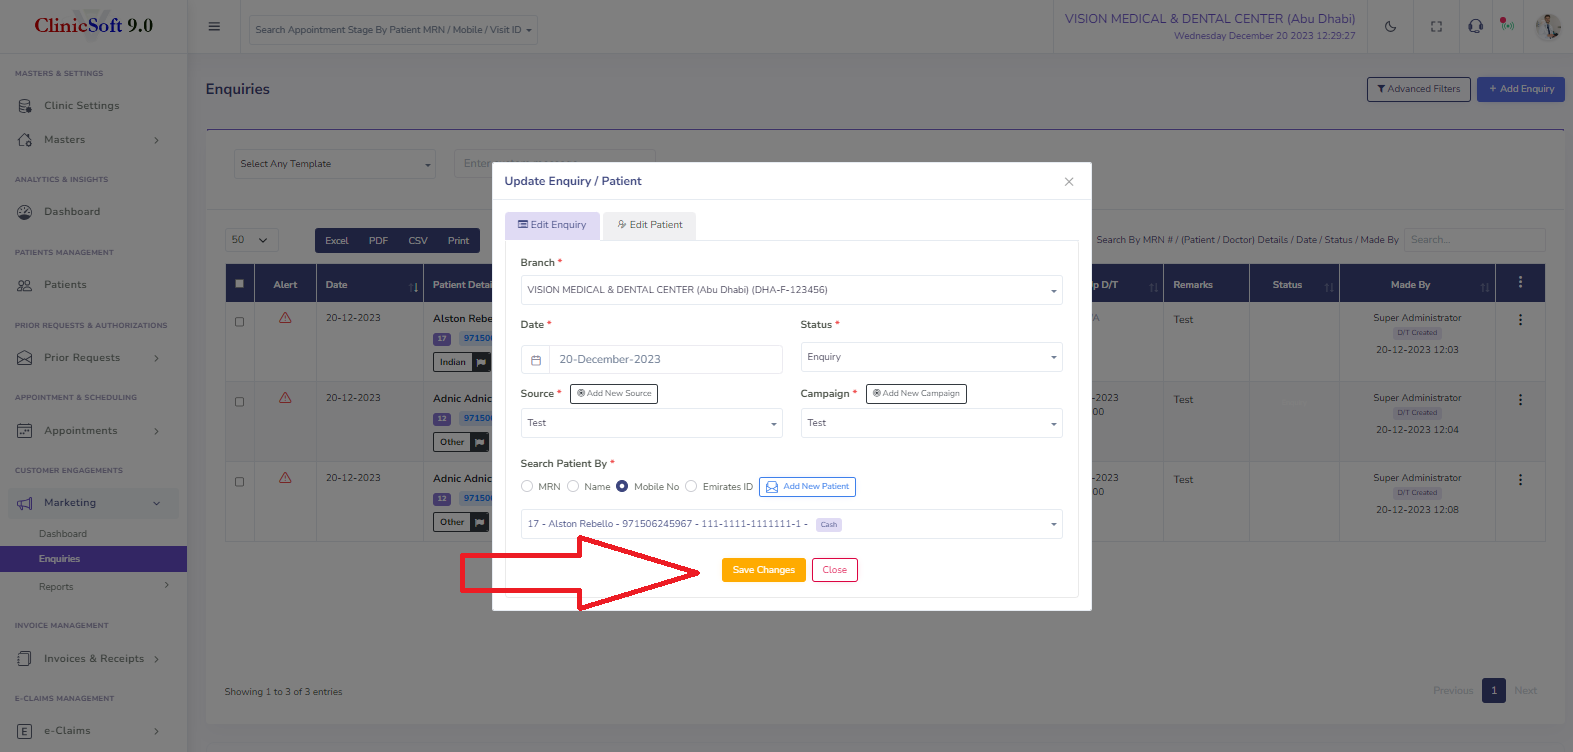 ClinicSoft 9.0
Search Appointment Stage By Patient MRN / Mobile / Visit ID
VISION MEDICAL & DENTAL CENTER (Abu Dhabi)
Wednesday December 20 2023 12:29:27
MASTERS & SETTINGS
Clinic Settings
Masters
ANALYTICS & INSIGHTS
Dashboard
PATIENTS MANAGEMENT
Patients
PRIOR REQUESTS & AUTHORIZATIONS
Prior Requests
APPOINTMENT & SCHEDULING
Appointments
CUSTOMER ENGAGEMENTS
Marketing
Dashboard
Enquiries
Reports
INVOICE MANAGEMENT
Invoices & Receipts
E-CLAIMS MANAGEMENT
E e-Claims
Enquiries
Advanced Filters + Add Enquiry
Select Any Template Enter
50 Excel PDF CSV Print
Search By MRN # / (Patient / Doctor) Details / Date / Status / Made By Search...
Alert Date Patient Detai p D/T Remarks Status Made By
20-12-2023 Alston Rebe Test Super Administrator
17 97150 D/T Created
Indian 20-12-2023 12:03
20-12-2023 Adnic Adnic -2023 Test Super Administrator
12 97150 00 D/T Created
Other 20-12-2023 12:04
20-12-2023 Adnic Adnic -2023 Test Super Administrator
12 97150 00 D/T Created
Other 20-12-2023 12:08
Showing 1 to 3 of 3 entries
Previous 1 Next
Update Enquiry / Patient
Edit Enquiry Edit Patient
Branch *
VISION MEDICAL & DENTAL CENTER (Abu Dhabi) (DHA-F-123456)
Date * Status *
20-December-2023 Enquiry
Source * Add New Source Campaign * Add New Campaign
Test Test
Search Patient By *
MRN Name Mobile No Emirates ID Add New Patient
17 - Alston Rebello - 971506245967 - 111-1111-1111111-1 - Cash
Save Changes Close